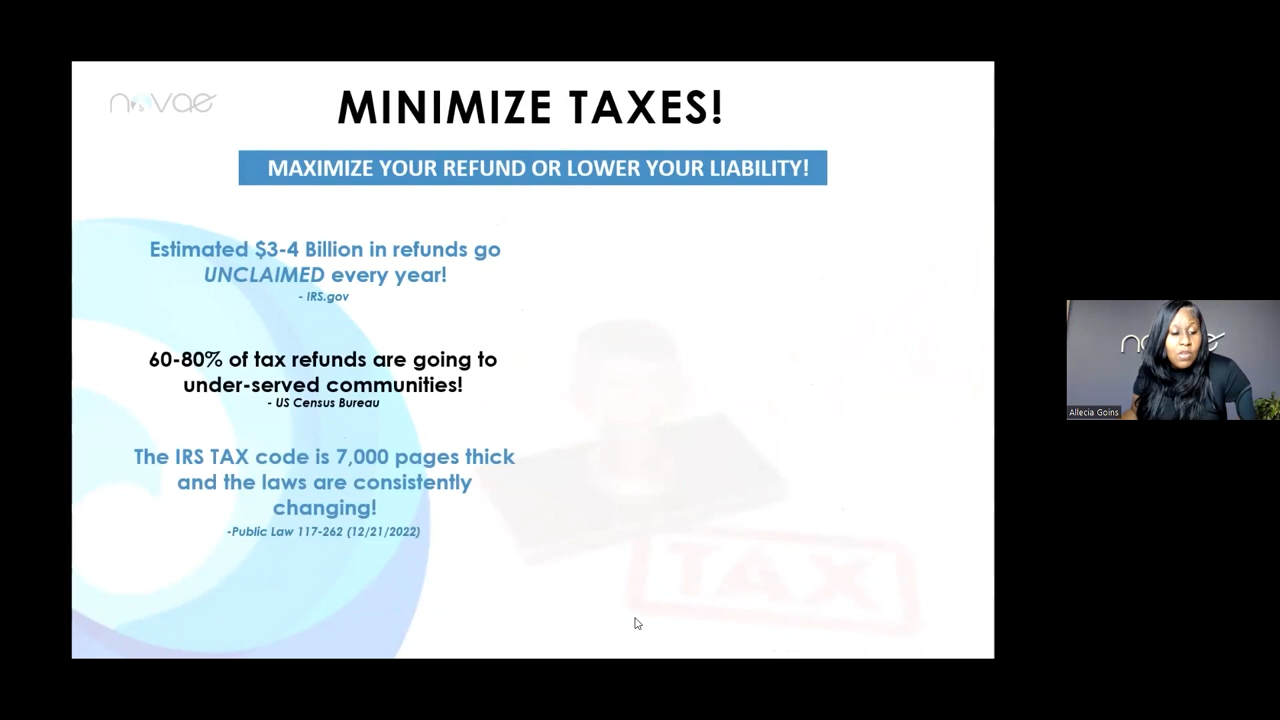 novae
MINIMIZE TAXES!
MAXIMIZE YOUR REFUND OR LOWER YOUR LIABILITY!
Estimated $3-4 Billion in refunds go
UNCLAIMED every year!
- IRS.gov
60-80% of tax refunds are going to
under-served communities!
- US Census Bureau
The IRS TAX code is 7,000 pages thick
and the laws are consistently
changing!
-Public Law 117-262 (12/21/2022)
TAX
novae
Allecia Goins